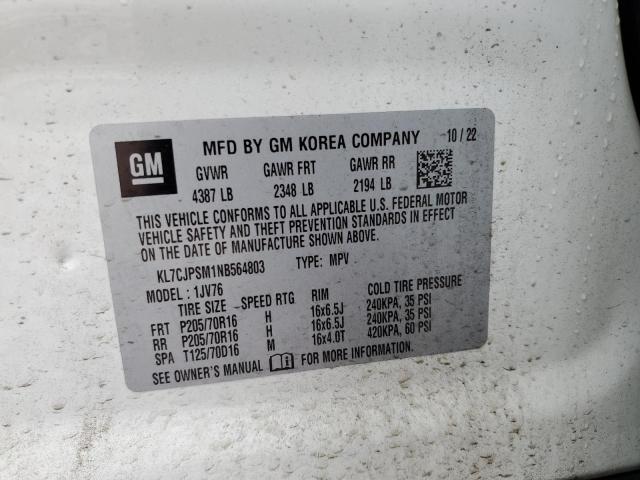 GM
MFD BY GM KOREA COMPANY 10/22
GVWR GAWR FRT GAWR RR
4387 LB 2348 LB 2194 LB
THIS VEHICLE CONFORMS TO ALL APPLICABLE U.S. FEDERAL MOTOR
VEHICLE SAFETY AND THEFT PREVENTION STANDARDS IN EFFECT
ON THE DATE OF MANUFACTURE SHOWN ABOVE.
KL7CJPSM1NB564803 TYPE: MPV
MODEL: 1JV76
TIRE SIZE SPEED RTG RIM COLD TIRE PRESSURE
FRT P205/70R16 H 16x6.5J 240KPA, 35 PSI
RR P205/70R16 H 16x6.5J 240KPA, 35 PSI
SPA T125/70D16 M 16x4.0T 420KPA, 60 PSI
SEE OWNER'S MANUAL FOR MORE INFORMATION.